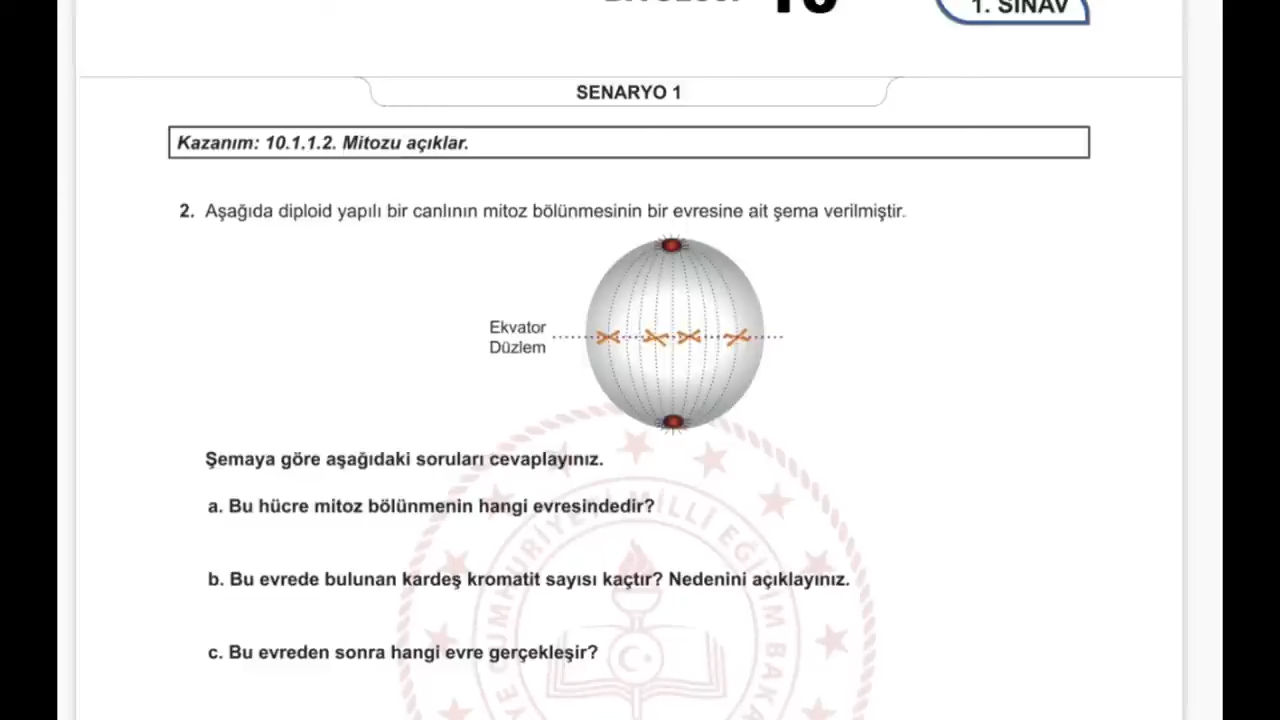 1. SINAV
SENARYO 1
Kazanım: 10.1.1.2. Mitozu açıklar.
2. Aşağıda diploid yapılı bir canlının mitoz bölünmesinin bir evresine ait şema verilmiştir.
Ekvator
Düzlem
Şemaya göre aşağıdaki soruları cevaplayınız.
a. Bu hücre mitoz bölünmenin hangi evresindedir?
b. Bu evrede bulunan kardeş kromatit sayısı kaçtır? Nedenini açıklayınız.
c. Bu evreden sonra hangi evre gerçekleşir?